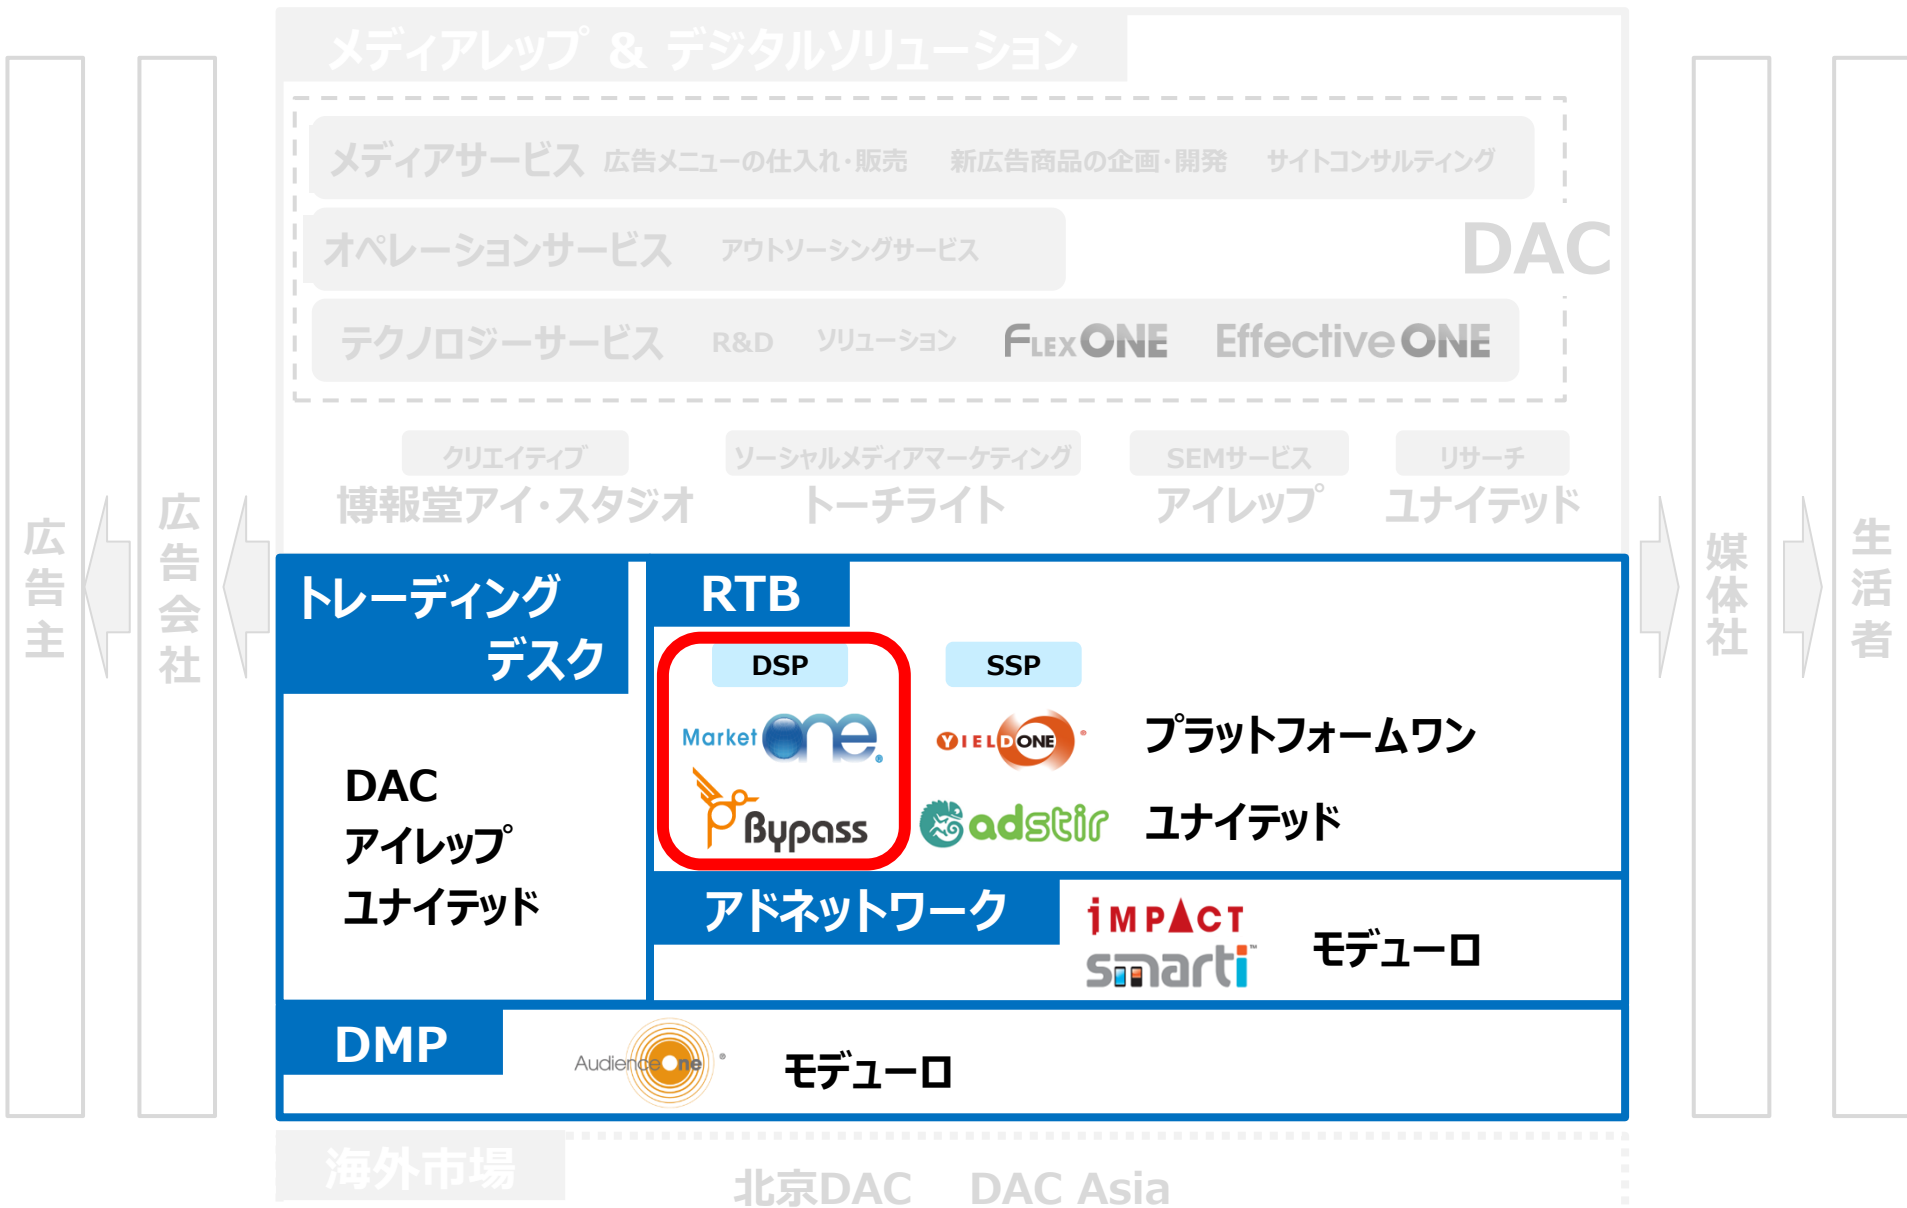 メディアレップ & デジタルソリューション
メディアサービス 広告メニューの仕入れ・販売 新広告商品の企画・開発 サイトコンサルティング
オペレーションサービス アウトソーシングサービス
DAC
テクノロジーサービス R&D ソリューション FLEXONE EffectiveONE
クリエイティブ ソーシャルメディアマーケティング SEMサービス リサーチ
博報堂アイ・スタジオ トーチライト アイレップ ユナイテッド
広告主
広告会社
媒体社
生活者
トレーディング
デスク
DAC
アイレップ
ユナイテッド
RTB
DSP SSP
Market one® YIELD ONE® プラットフォームワン
Bypass adstir ユナイテッド
アドネットワーク
iMPACT
smarti™
モデューロ
DMP
AudienceOne® モデューロ
海外市場
北京DAC DAC Asia